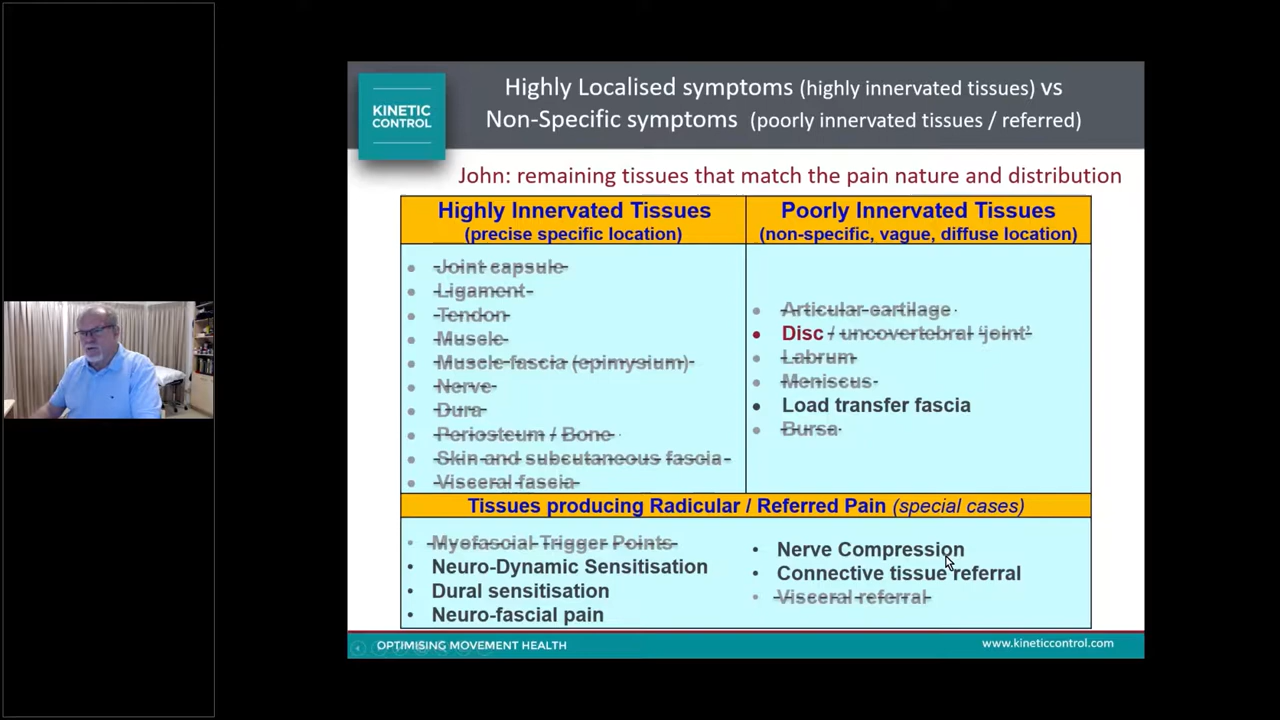 KINETIC
CONTROL
Highly Localised symptoms (highly innervated tissues) vs
Non-Specific symptoms (poorly innervated tissues / referred)
John: remaining tissues that match the pain nature and distribution
Highly Innervated Tissues
(precise specific location)
• Joint capsule
• Ligament
• Tendon
• Muscle
• Muscle fascia (epimysium)
• Nerve
• Dura
• Periosteum / Bone
• Skin and subcutaneous fascia
• Visceral fascia
Poorly Innervated Tissues
(non-specific, vague, diffuse location)
• Articular cartilage
• Disc / uncovertebral ‘joint’
• Labrum
• Meniscus
• Load transfer fascia
• Bursa
Tissues producing Radicular / Referred Pain (special cases)
• Myofascial Trigger Points
• Neuro-Dynamic Sensitisation
• Dural sensitisation
• Neuro-fascial pain
• Nerve Compression
• Connective tissue referral
• Visceral referral
OPTIMISING MOVEMENT HEALTH
www.kineticcontrol.com